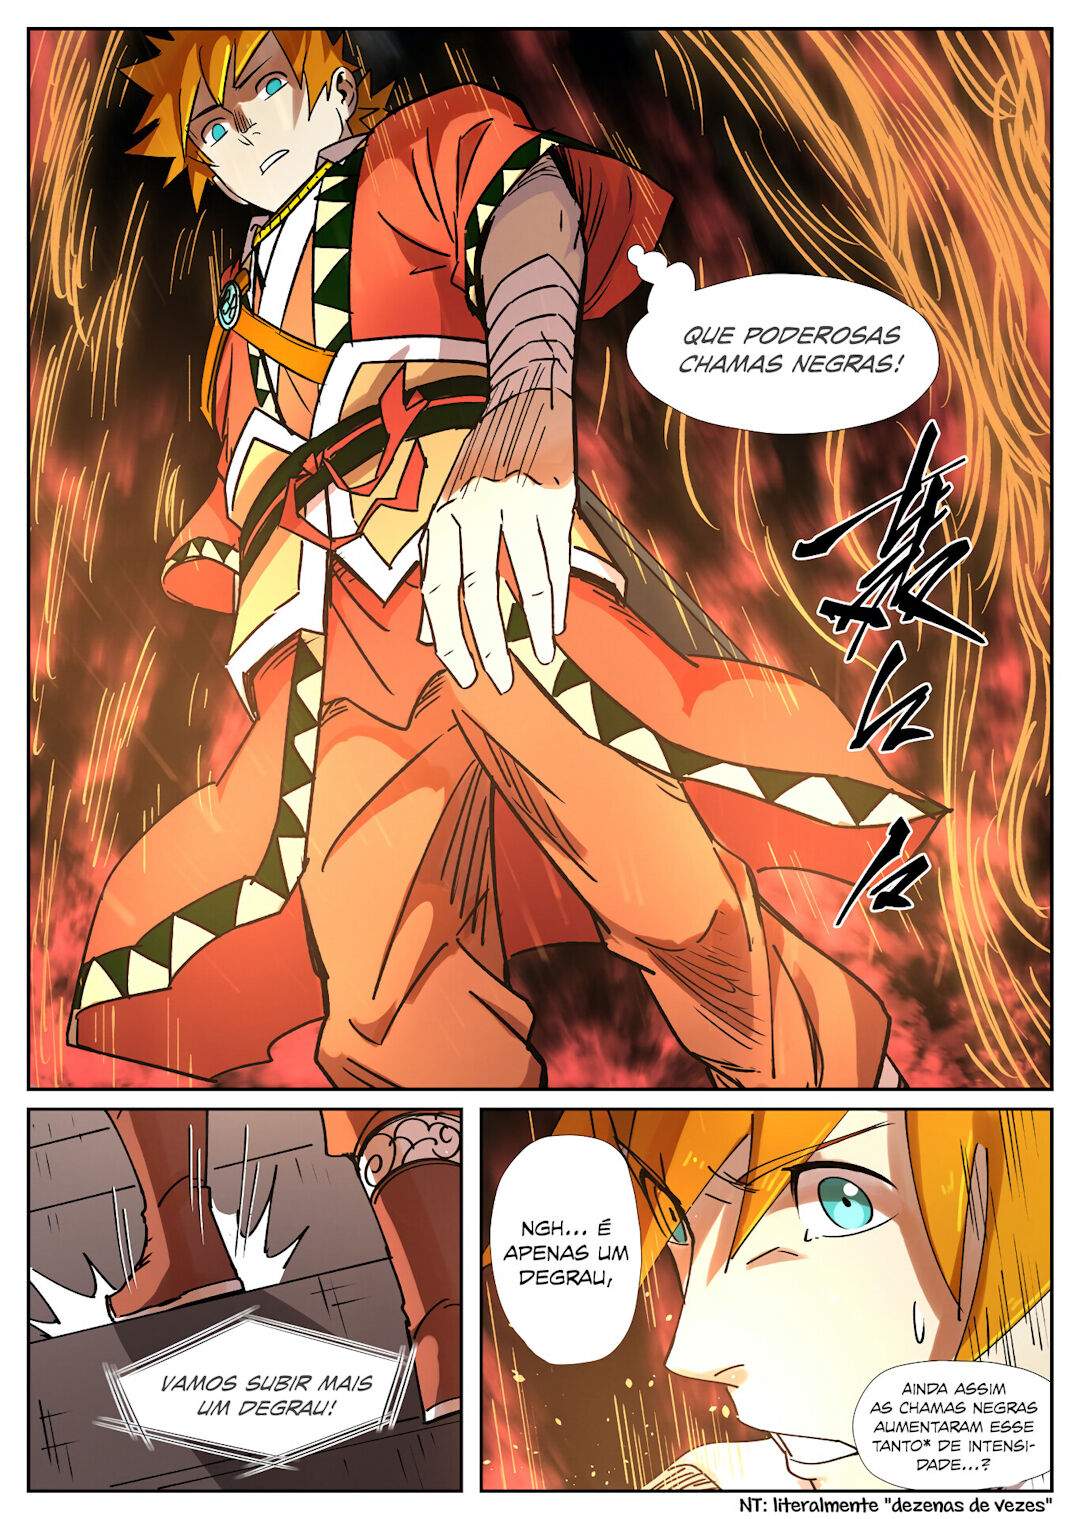 QUE PODEROSAS
CHAMAS NEGRAS!
VAMOS SUBIR MAIS
UM DEGRAU!
NGH... É
APENAS UM
DEGRAU,
AINDA ASSIM
AS CHAMAS NEGRAS
AUMENTARAM ESSE
TANTO* DE INTENSI-
DADE...?
NT: literalmente "dezenas de vezes"